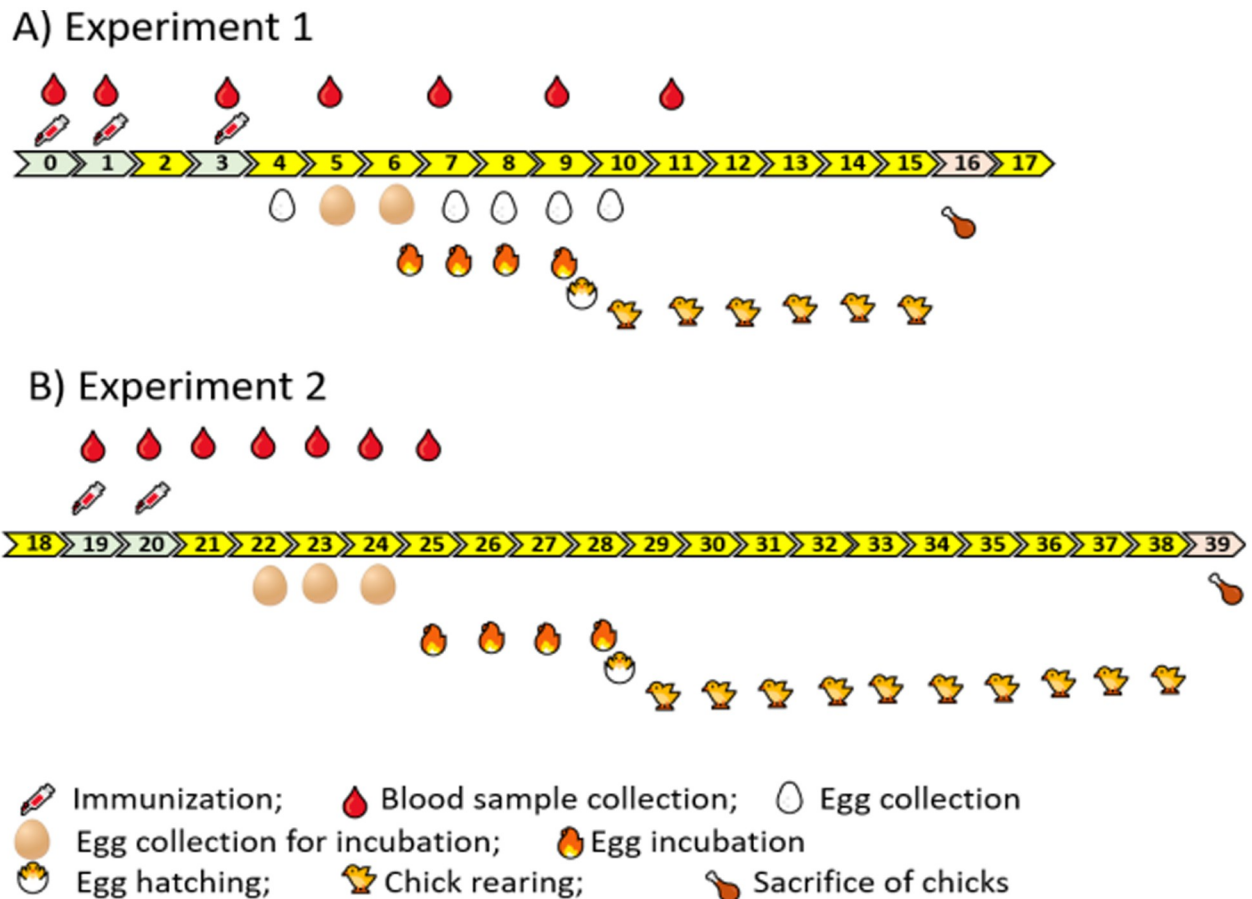 A) Experiment 1
0 1 2 3 4 5 6 7 8 9 10 11 12 13 14 15 16 17
B) Experiment 2
18 19 20 21 22 23 24 25 26 27 28 29 30 31 32 33 34 35 36 37 38 39
Immunization; Blood sample collection; Egg collection
Egg collection for incubation; Egg incubation
Egg hatching; Chick rearing; Sacrifice of chicks